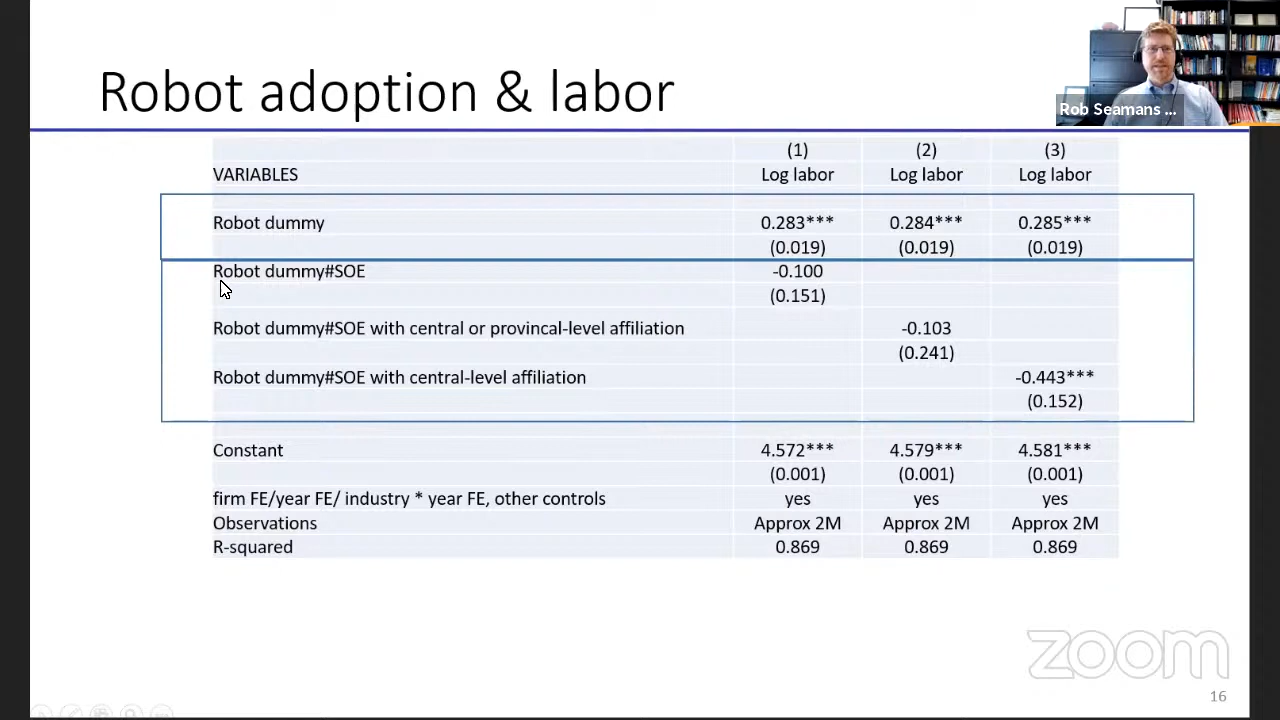 Robot adoption & labor
Rob Seamans ...
(1) (2) (3)
VARIABLES Log labor Log labor Log labor
Robot dummy 0.283*** 0.284*** 0.285***
(0.019) (0.019) (0.019)
Robot dummy#SOE -0.100
(0.151)
Robot dummy#SOE with central or provincal-level affiliation -0.103
(0.241)
Robot dummy#SOE with central-level affiliation -0.443***
(0.152)
Constant 4.572*** 4.579*** 4.581***
(0.001) (0.001) (0.001)
firm FE/year FE/ industry * year FE, other controls yes yes yes
Observations Approx 2M Approx 2M Approx 2M
R-squared 0.869 0.869 0.869
zoom
16